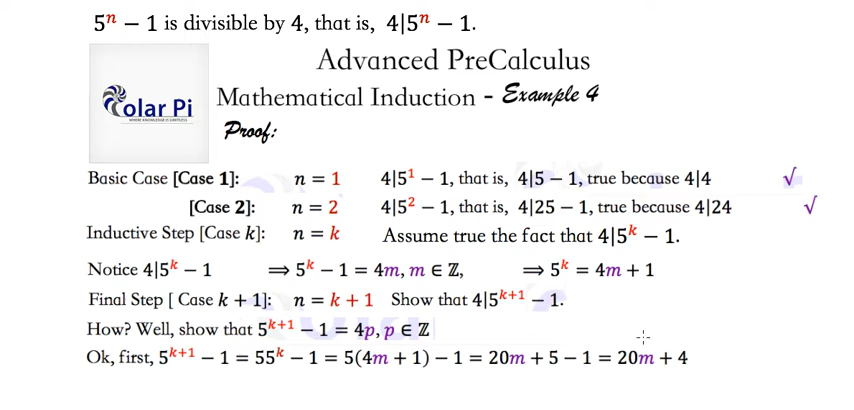 5ⁿ − 1 is divisible by 4, that is, 4|5ⁿ − 1.
Advanced PreCalculus
olar Pi
WHERE KNOWLEDGE IS LIMITLESS
Mathematical Induction - Example 4
Proof:
Basic Case [Case 1]: n = 1 4|5¹ − 1, that is, 4|5 − 1, true because 4|4 √
[Case 2]: n = 2 4|5² − 1, that is, 4|25 − 1, true because 4|24 √
Inductive Step [Case k]: n = k Assume true the fact that 4|5ᵏ − 1.
Notice 4|5ᵏ − 1 ⟹ 5ᵏ − 1 = 4m, m ∈ ℤ, ⟹ 5ᵏ = 4m + 1
Final Step [ Case k + 1]: n = k + 1 Show that 4|5ᵏ⁺¹ − 1.
How? Well, show that 5ᵏ⁺¹ − 1 = 4p, p ∈ ℤ
Ok, first, 5ᵏ⁺¹ − 1 = 55ᵏ − 1 = 5(4m + 1) − 1 = 20m + 5 − 1 = 20m + 4